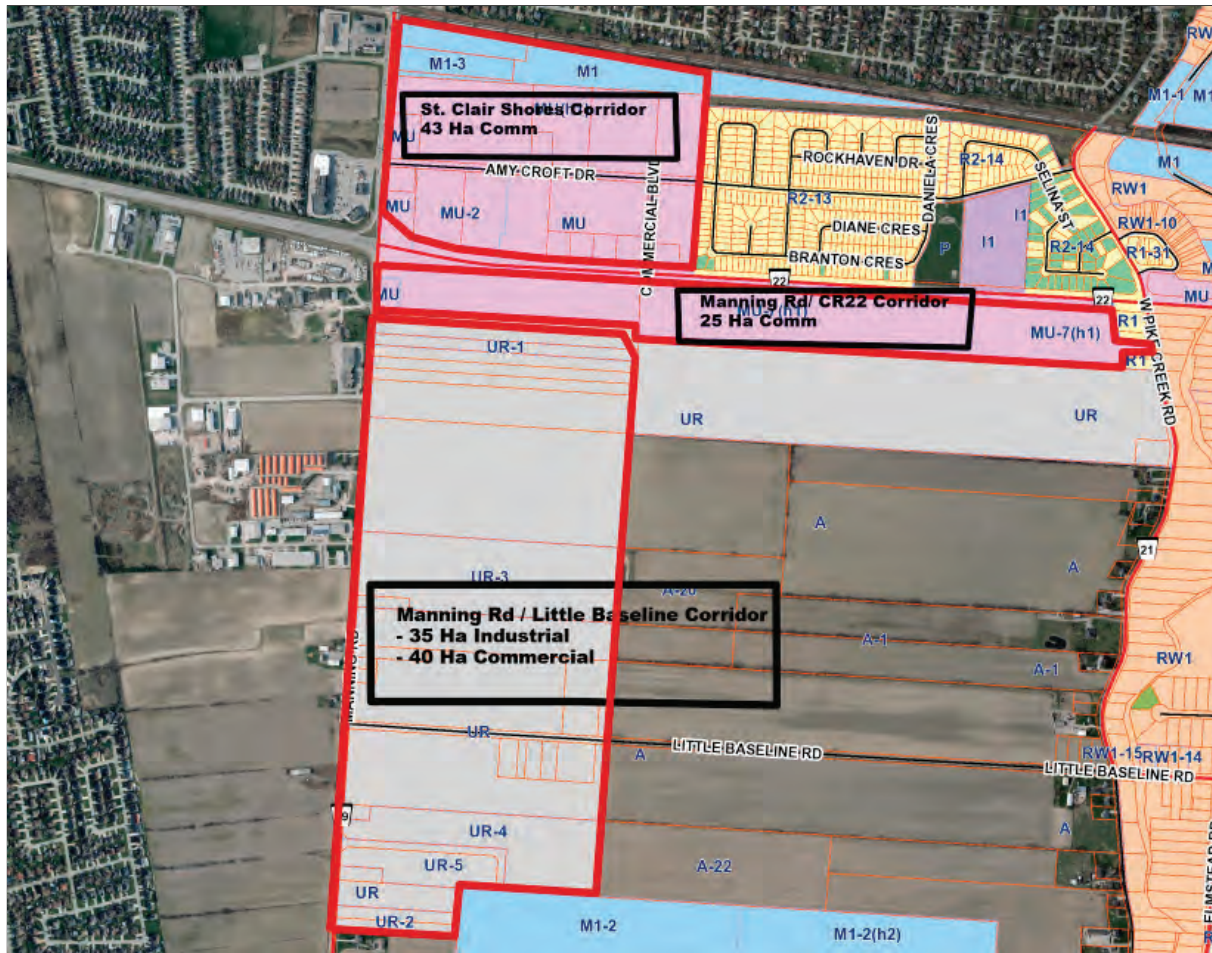 RW
M1-3
M1
M1-1
M1
St. Clair Shores Corridor
43 Ha Comm
MU
AMY CROFT DR
MU
MU-2
MU
COMMERCIAL BLVD
ROCKHAVEN DR
DANIELA CRES
R2-14
SELINA ST
M1
RW1
R2-13
I1
RW1-10
DIANE CRES
P
I1
R2-14
R1-31
BRANTON CRES
22
22
MU
MU
Manning Rd/ CR22 Corridor
25 Ha Comm
MU-7(h1)
R1
R1
W PIKE CREEK RD
UR-1
UR
UR
A
21
A
UR-3
A-20
Manning Rd / Little Baseline Corridor
- 35 Ha Industrial
- 40 Ha Commercial
MANNING RD
A-1
A-1
RW1
UR
A
LITTLE BASELINE RD
RW1-15
RW1-14
LITTLE BASELINE RD
UR-4
A
UR-5
A-22
UR
UR-2
M1-2
M1-2(h2)
ELMSTEAD RD